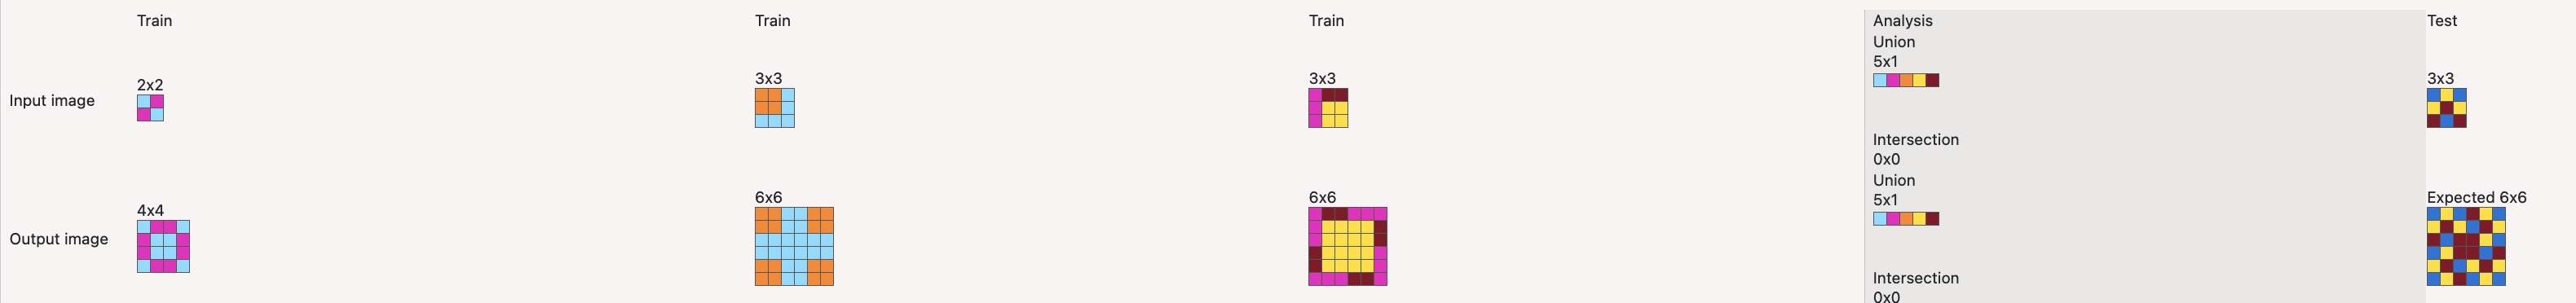 Train
Train
Train
Analysis
Test
Union
5x1
2x2
3x3
3x3
3x3
Input image
Intersection
0x0
Union
4x4
6x6
6x6
5x1
Expected 6x6
Output image
Intersection
0x0